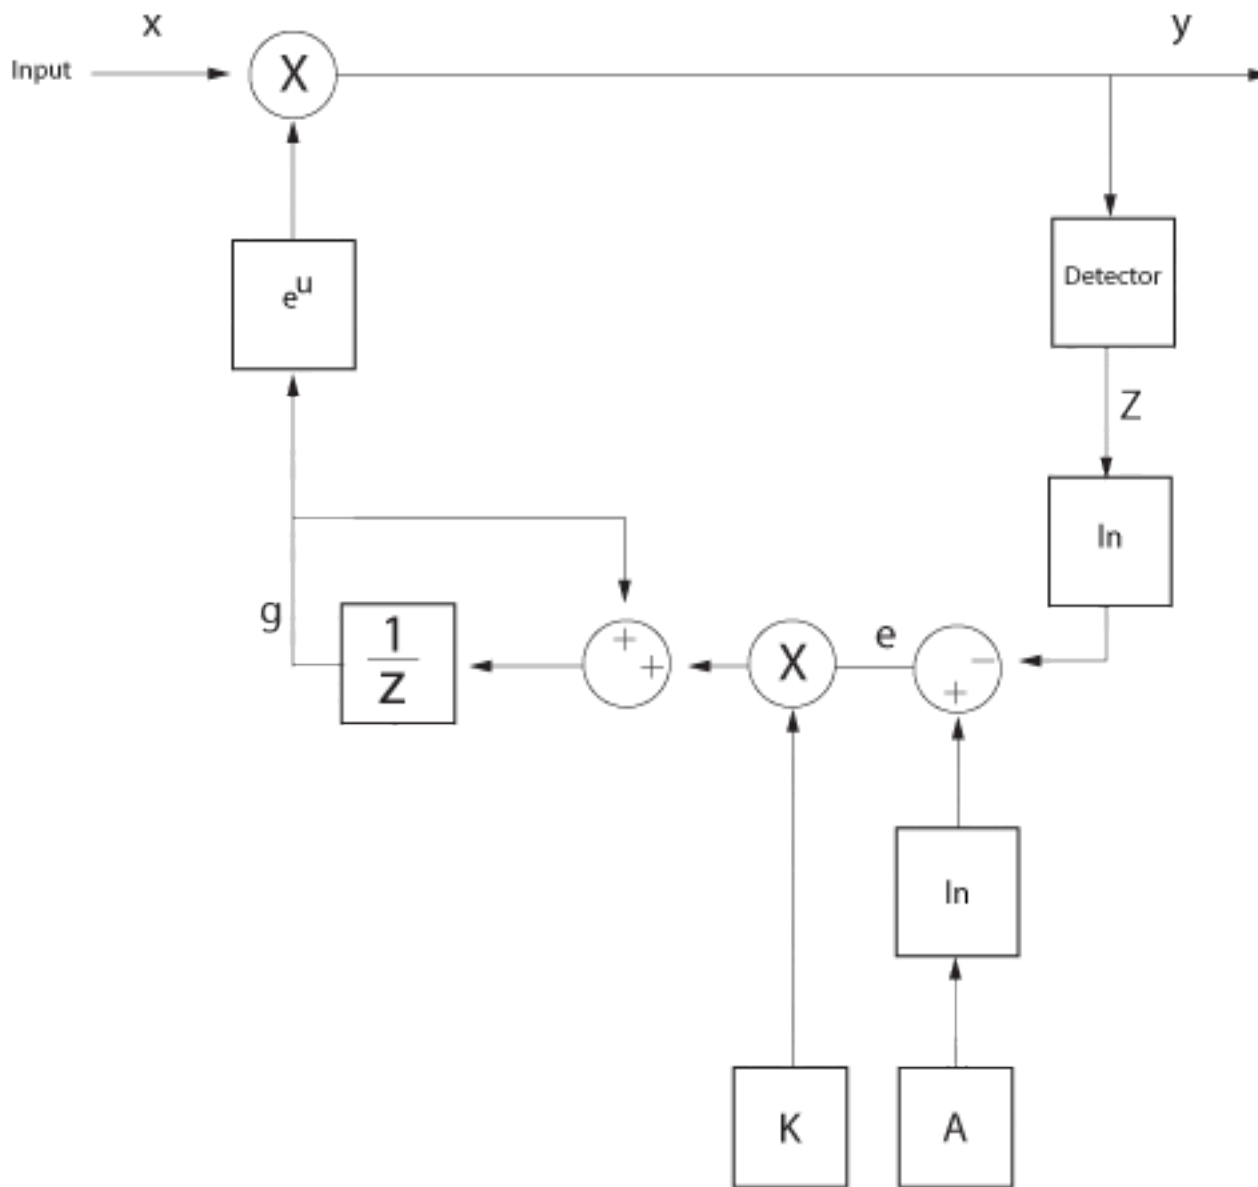 x
y
Input
X
e^u
Detector
Z
ln
g
1
z
+
+
X
e
−
+
ln
K
A